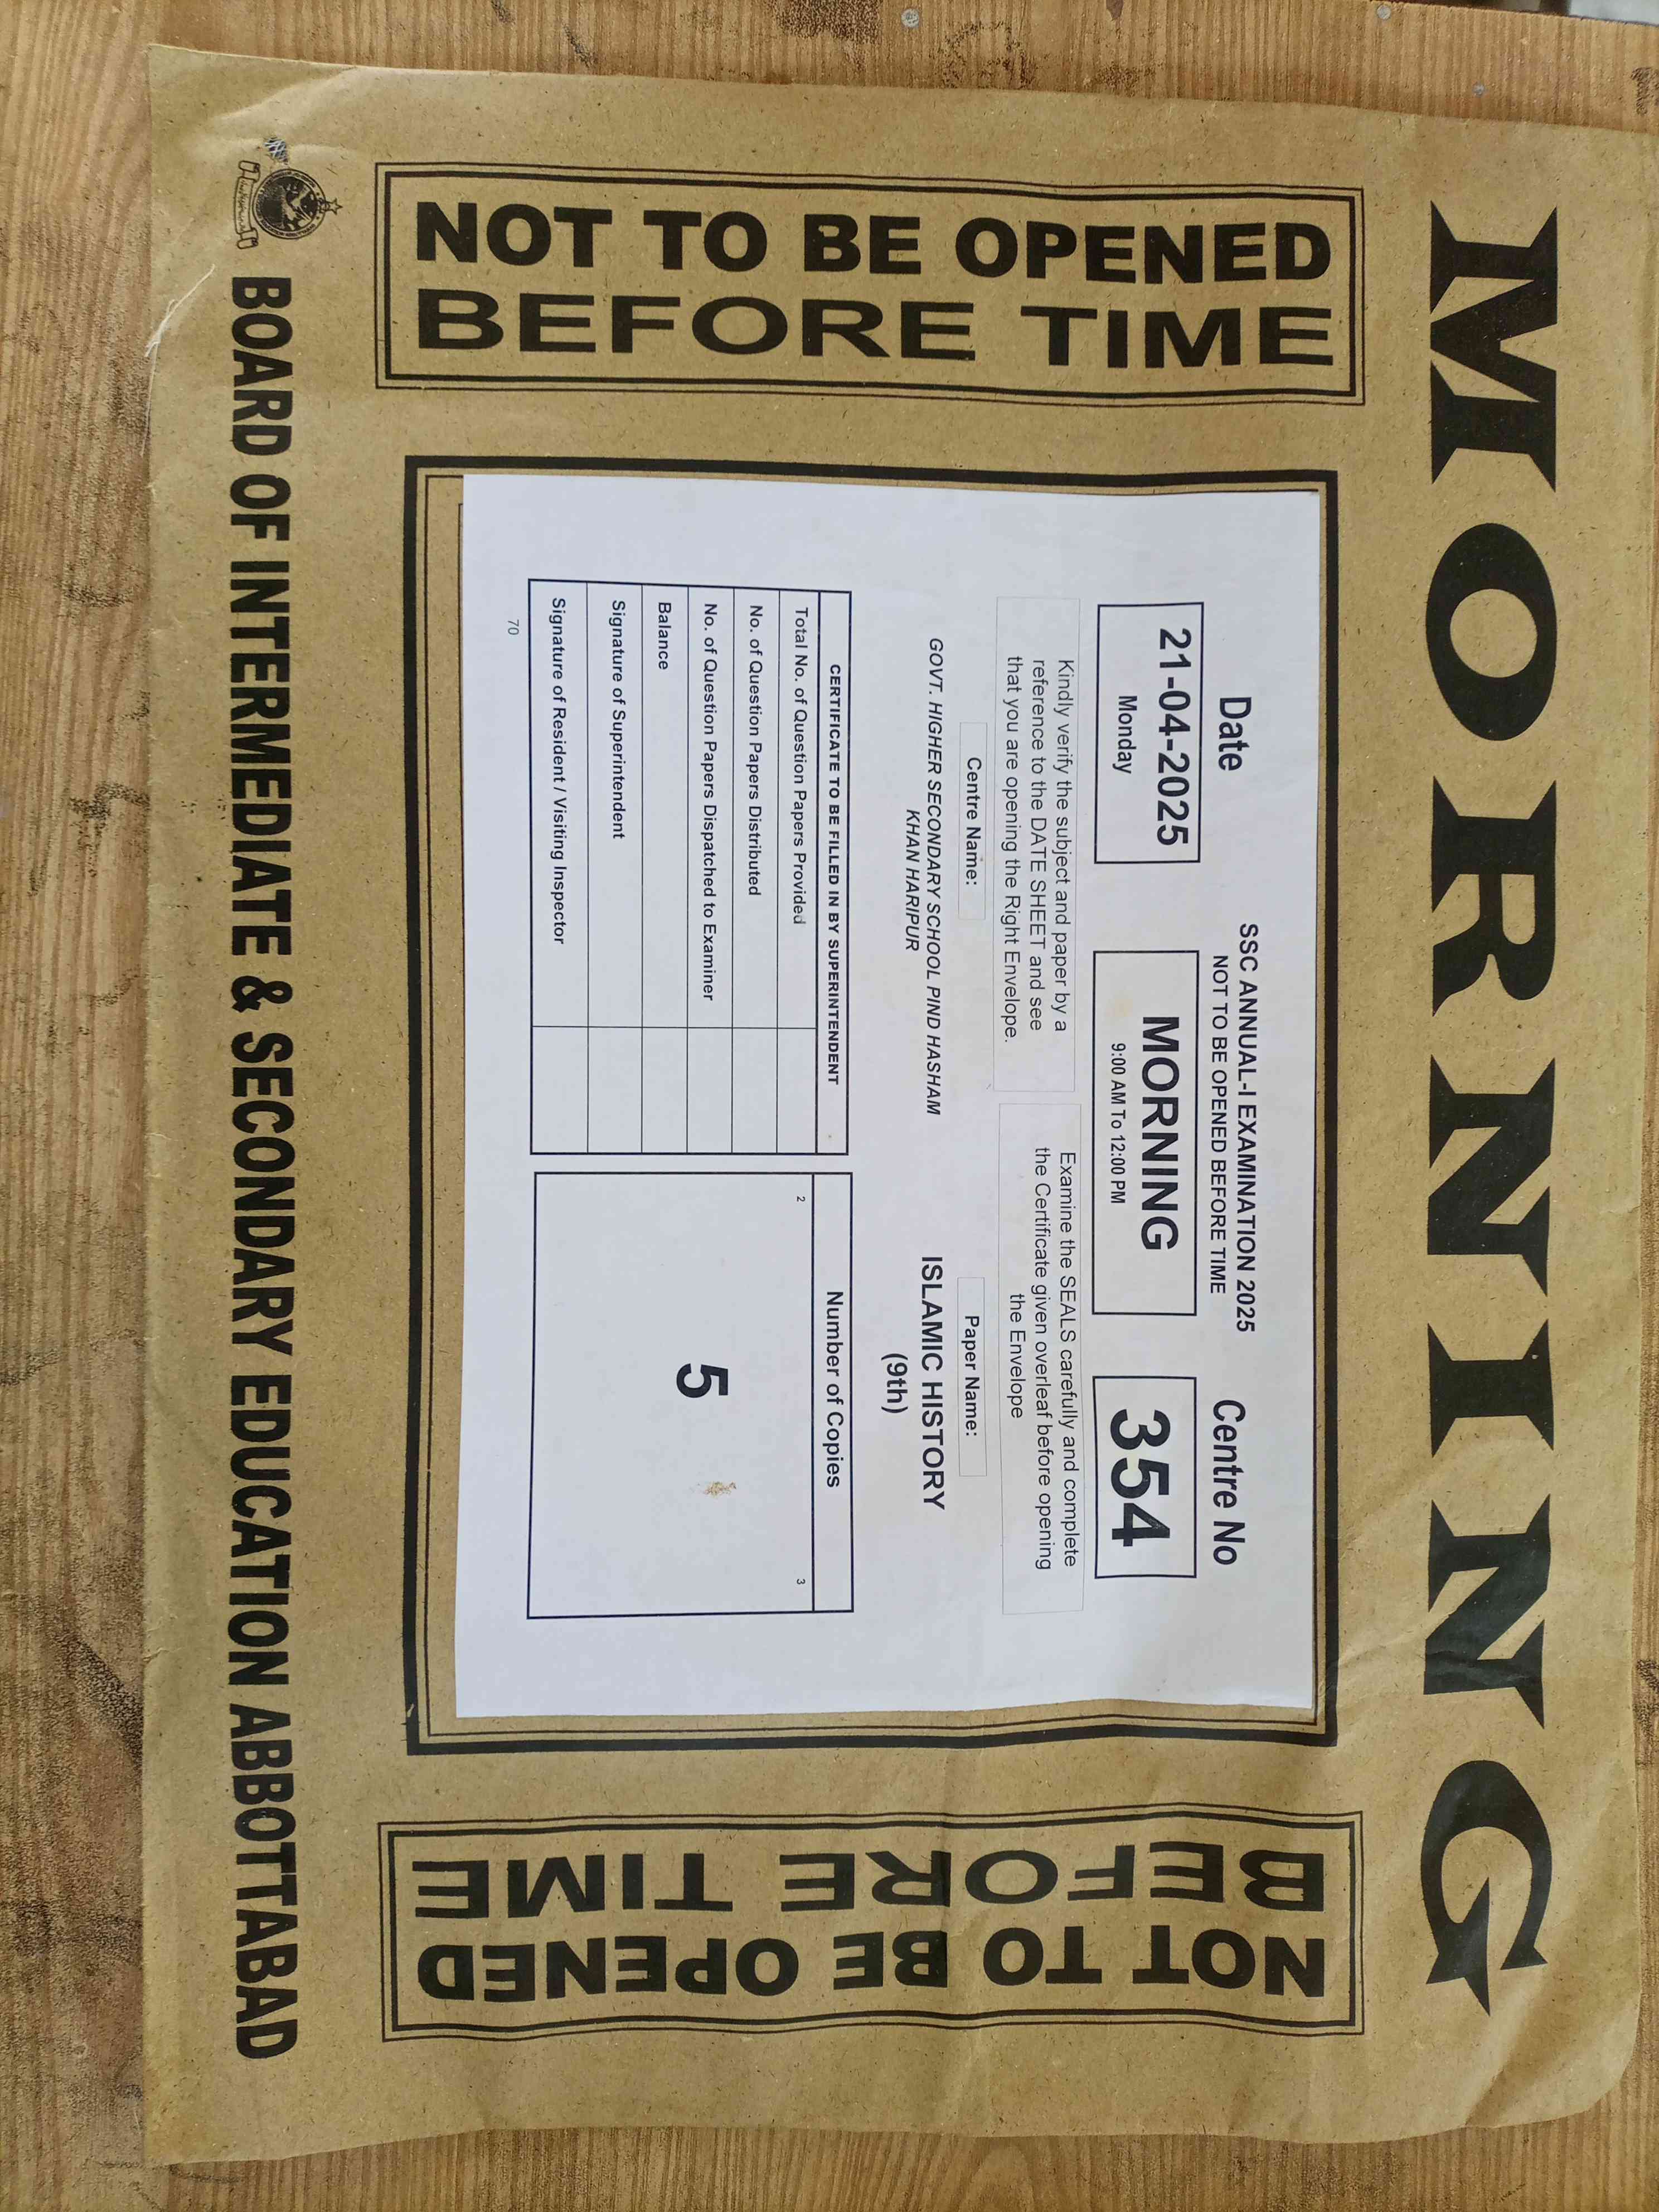 MORNING
NOT TO BE OPENED
BEFORE TIME
Date
SSC ANNUAL-I EXAMINATION 2025
NOT TO BE OPENED BEFORE TIME
Centre No
21-04-2025
Monday
MORNING
9:00 AM To 12:00 PM
354
Kindly verify the subject and paper by a
reference to the DATE SHEET and see
that you are opening the Right Envelope.
Examine the SEALS carefully and complete
the Certificate given overleaf before opening
the Envelope
Centre Name:
GOVT. HIGHER SECONDARY SCHOOL PIND HASHAM
KHAN HARIPUR
Paper Name:
ISLAMIC HISTORY
(9th)
CERTIFICATE TO BE FILLED IN BY SUPERINTENDENT
Total No. of Question Papers Provided
No. of Question Papers Distributed
No. of Question Papers Dispatched to Examiner
Balance
Signature of Superintendent
Signature of Resident / Visiting Inspector
Number of Copies
2
3
5
70
NOT TO BE OPENED
BEFORE TIME
BOARD OF INTERMEDIATE & SECONDARY EDUCATION ABBOTTABAD